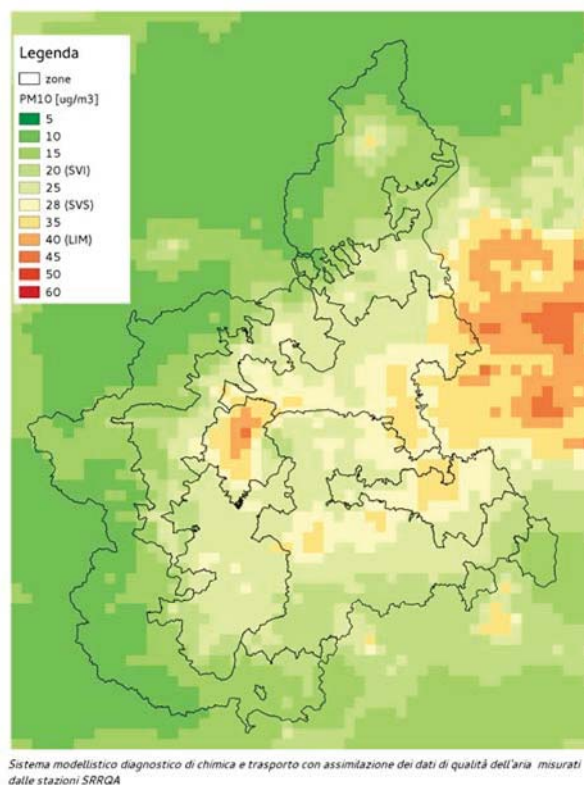 Legenda
zone
PM10 [ug/m3]
5
10
15
20 (SVI)
25
28 (SVS)
35
40 (LIM)
45
50
60
Sistema modellistico diagnostico di chimica e trasporto con assimilazione dei dati di qualità dell'aria misurati
dalle stazioni SRRQA